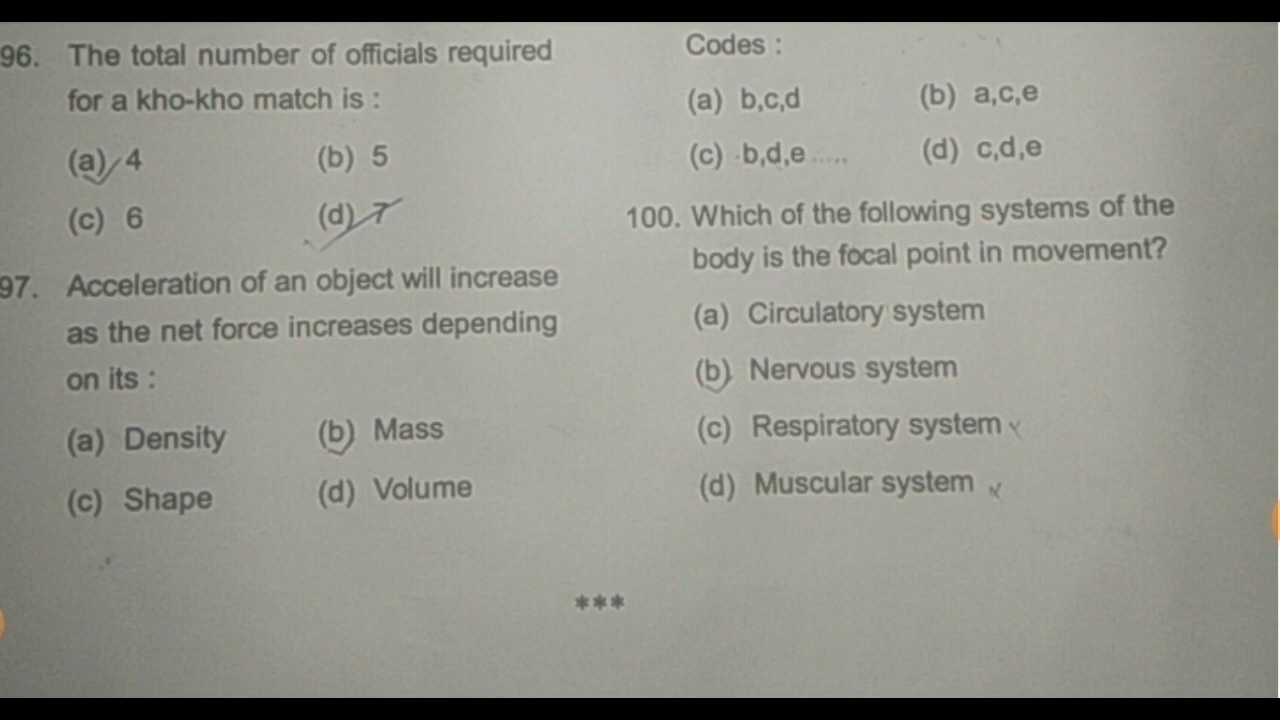 96. The total number of officials required
for a kho-kho match is :
(a) 4 (b) 5
(c) 6 (d) 7
97. Acceleration of an object will increase
as the net force increases depending
on its :
(a) Density (b) Mass
(c) Shape (d) Volume
Codes :
(a) b,c,d (b) a,c,e
(c) b,d,e (d) c,d,e
100. Which of the following systems of the
body is the focal point in movement?
(a) Circulatory system
(b) Nervous system
(c) Respiratory system
(d) Muscular system
***